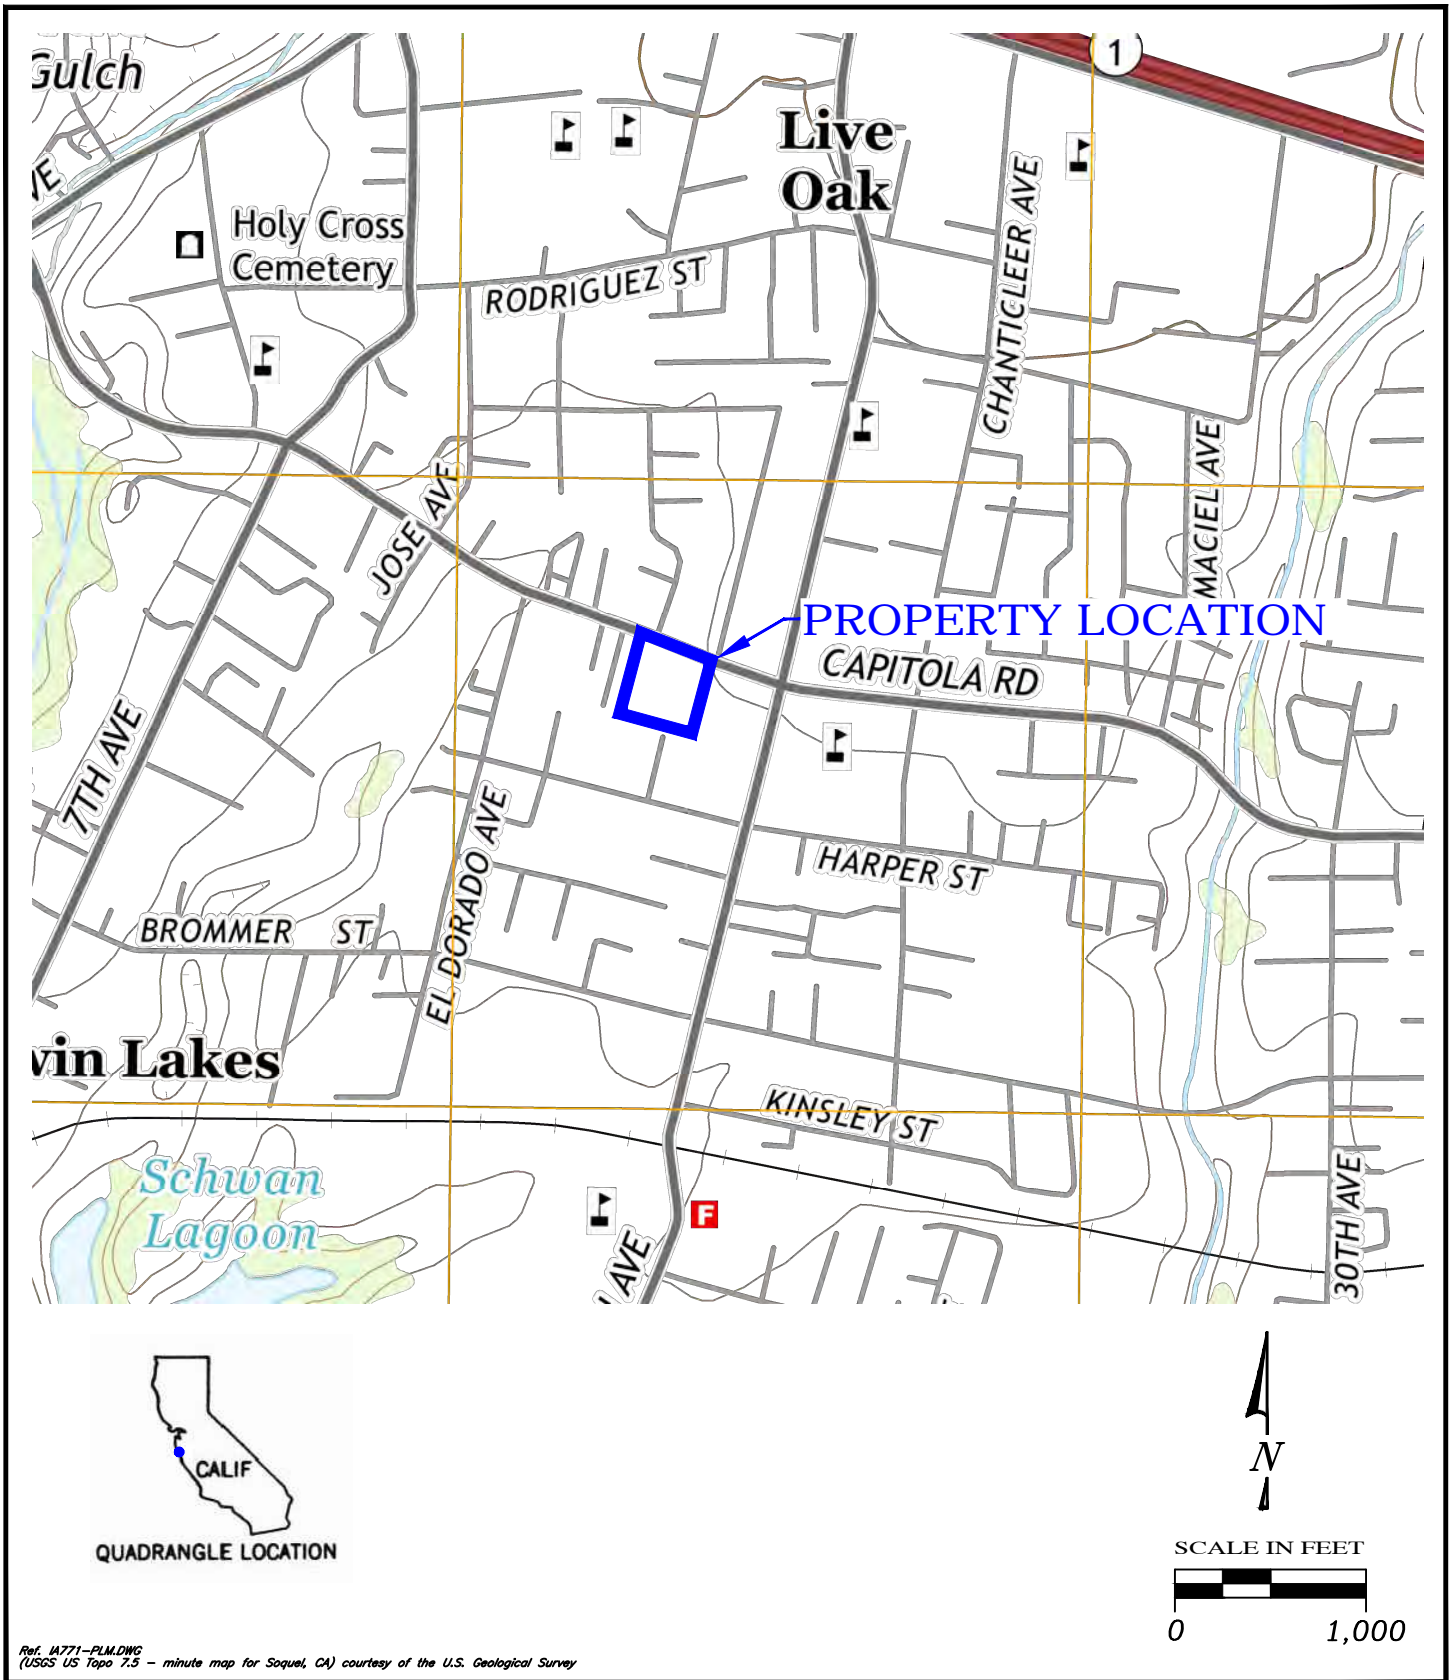 Gulch
1
Live
Oak
VE
Holy Cross
Cemetery
RODRIGUEZ ST
CHANTICLEER AVE
JOSE AVE
MACIEL AVE
PROPERTY LOCATION
CAPITOLA RD
7TH AVE
EL DORADO AVE
HARPER ST
BROMMER ST
vin Lakes
KINSLEY ST
Schwan
Lagoon
F
AVE
30TH AVE
CALIF
QUADRANGLE LOCATION
N
SCALE IN FEET
0 1,000
Ref. IA771-PLM.DWG
(USGS US Topo 7.5 - minute map for Soquel, CA) courtesy of the U.S. Geological Survey